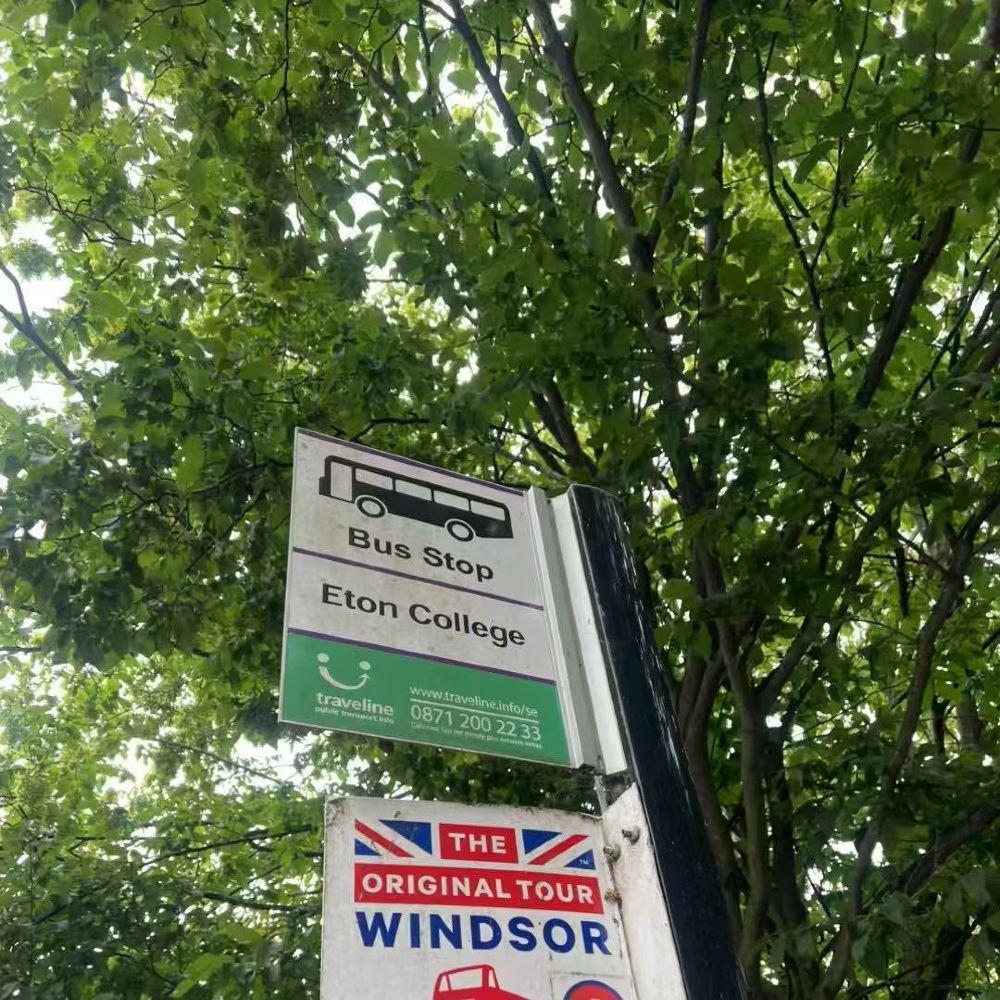 Bus Stop
Eton College
traveline
public transport info
www.traveline.info/se
0871 200 22 33
THE
TM
ORIGINAL TOUR
WINDSOR